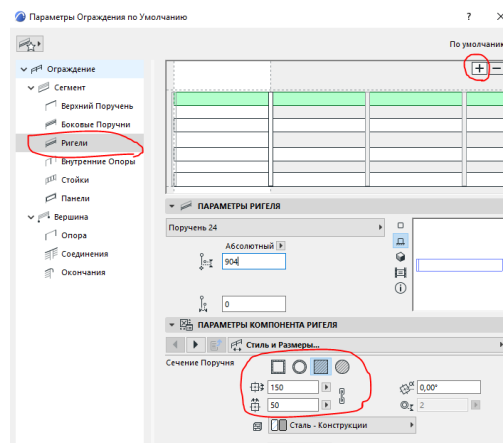 Параметры Ограждения по Умолчанию
?
По умолчани
Ограждение
Сегмент
Верхний Поручень
Боковые Поручни
Ригели
Внутренние Опоры
Стойки
Панели
Вершина
Опора
Соединения
Окончания
ПАРАМЕТРЫ РИГЕЛЯ
Поручень 24
Абсолютный
904
0
ПАРАМЕТРЫ КОМПОНЕНТА РИГЕЛЯ
Стиль и Размеры...
Сечение Поручня
150
0,00°
50
2
Сталь - Конструкции